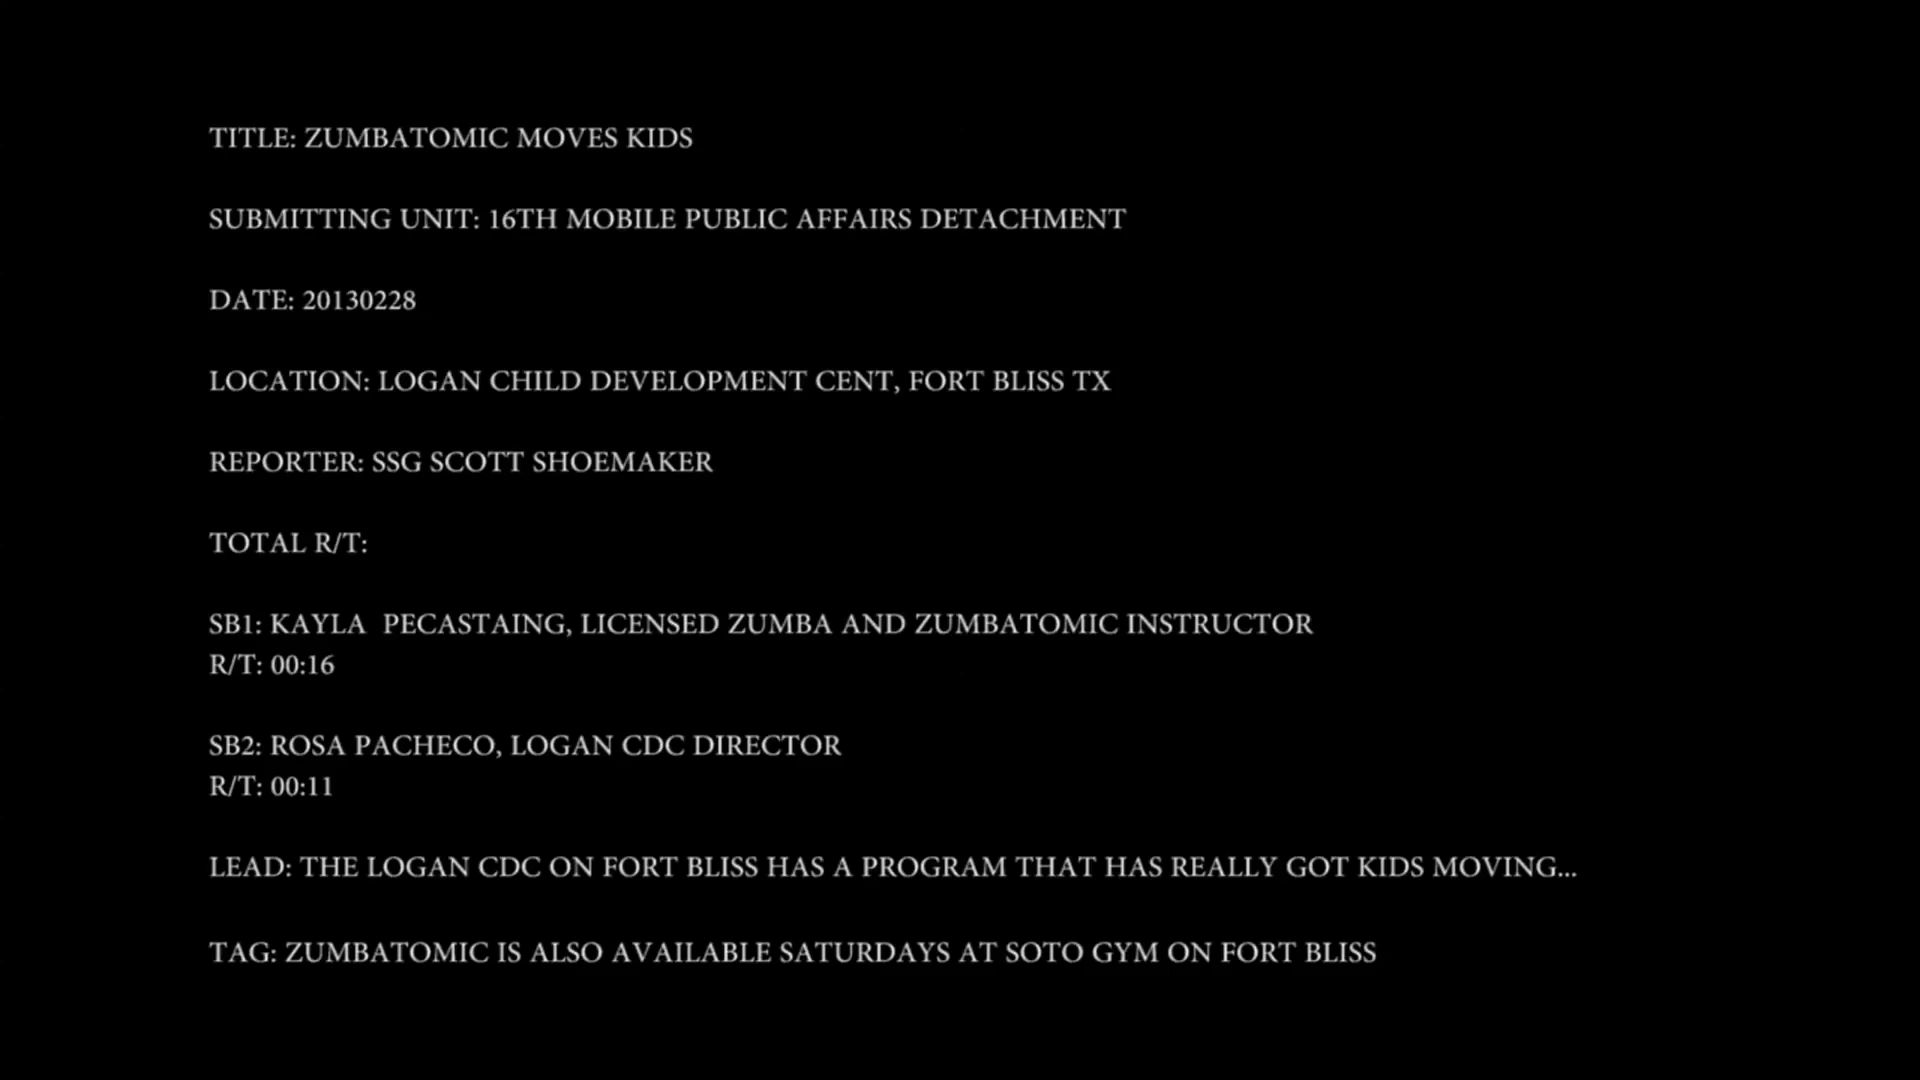 TITLE: ZUMBATOMIC MOVES KIDS
SUBMITTING UNIT: 16TH MOBILE PUBLIC AFFAIRS DETACHMENT
DATE: 20130228
LOCATION: LOGAN CHILD DEVELOPMENT CENT, FORT BLISS TX
REPORTER: SSG SCOTT SHOEMAKER
TOTAL R/T:
SB1: KAYLA  PECASTAING, LICENSED ZUMBA AND ZUMBATOMIC INSTRUCTOR
R/T: 00:16
SB2: ROSA PACHECO, LOGAN CDC DIRECTOR
R/T: 00:11
LEAD: THE LOGAN CDC ON FORT BLISS HAS A PROGRAM THAT HAS REALLY GOT KIDS MOVING...
TAG: ZUMBATOMIC IS ALSO AVAILABLE SATURDAYS AT SOTO GYM ON FORT BLISS